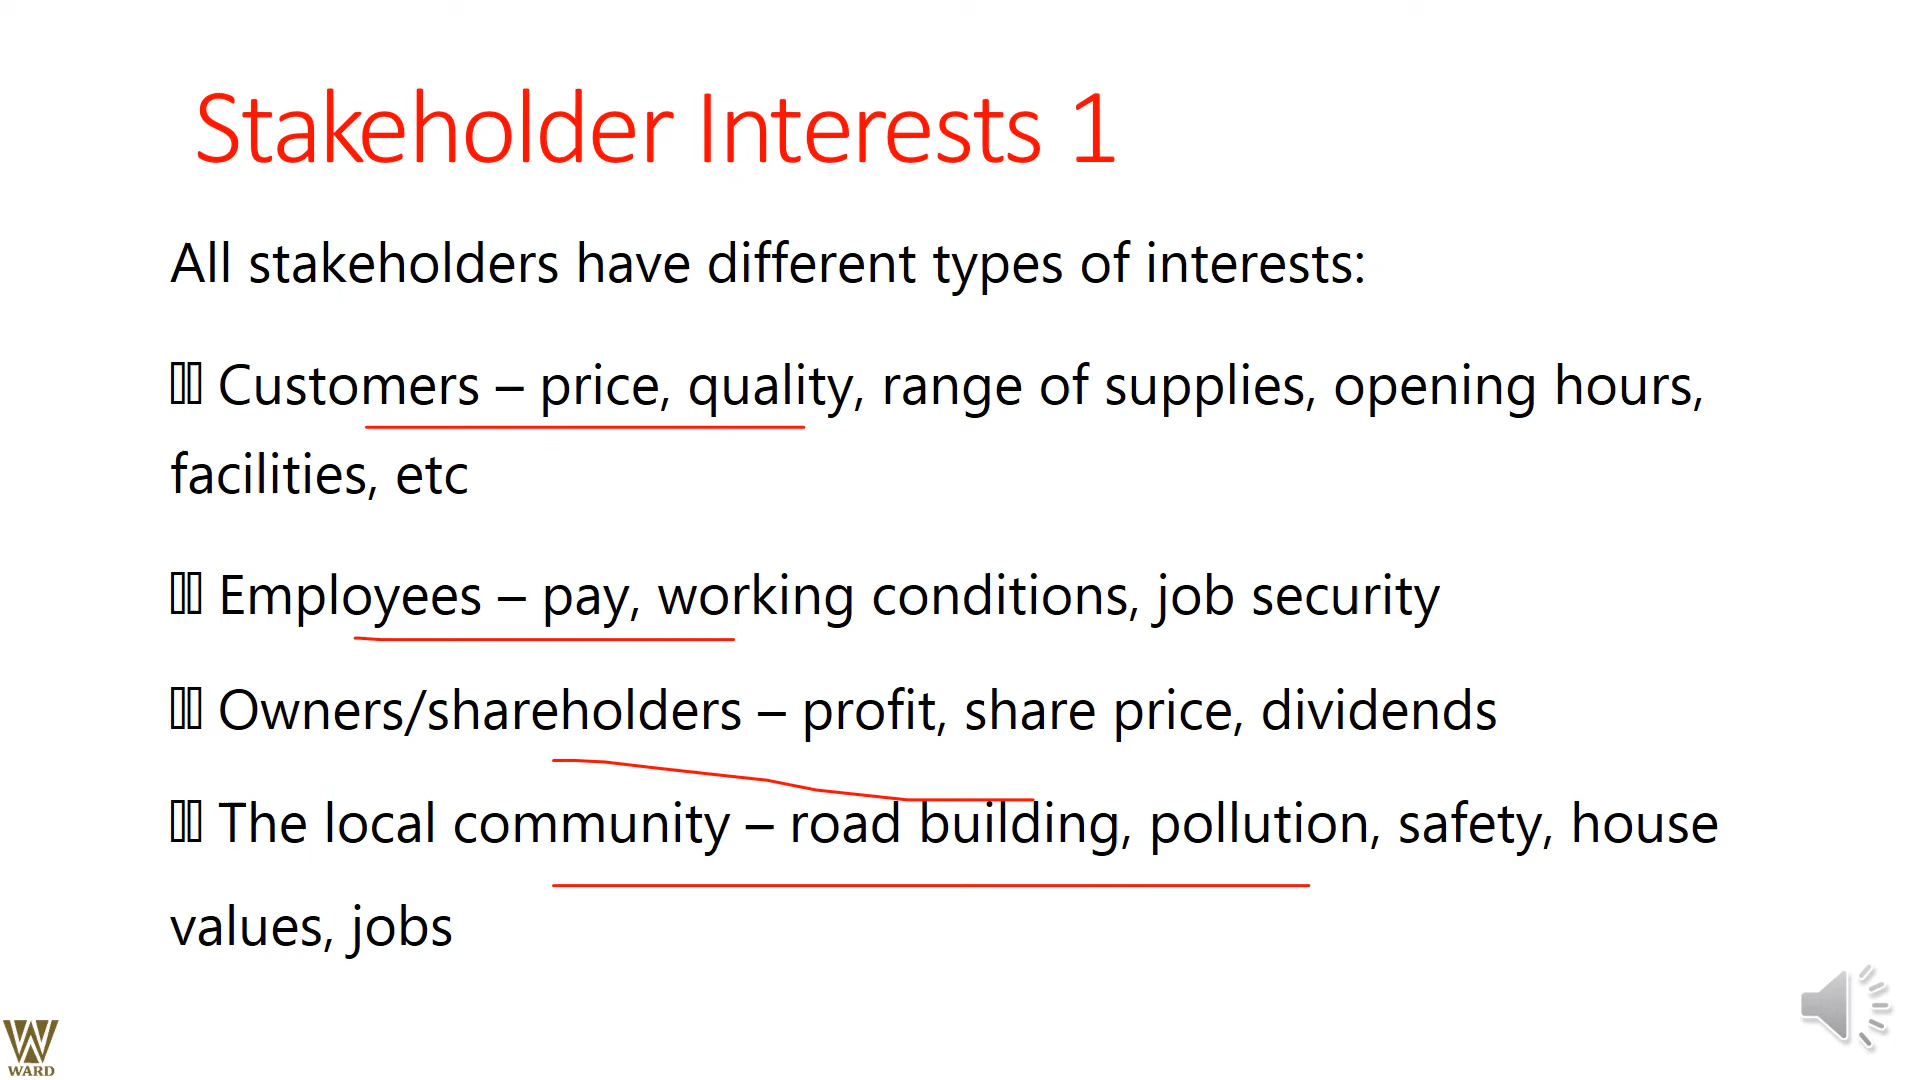 Stakeholder Interests 1
All stakeholders have different types of interests:
Customers – price, quality, range of supplies, opening hours,
facilities, etc
Employees – pay, working conditions, job security
Owners/shareholders – profit, share price, dividends
The local community – road building, pollution, safety, house
values, jobs
WARD